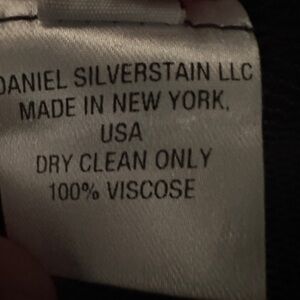 DANIEL SILVERSTAIN LLC
MADE IN NEW YORK,
USA
DRY CLEAN ONLY
100% VISCOSE